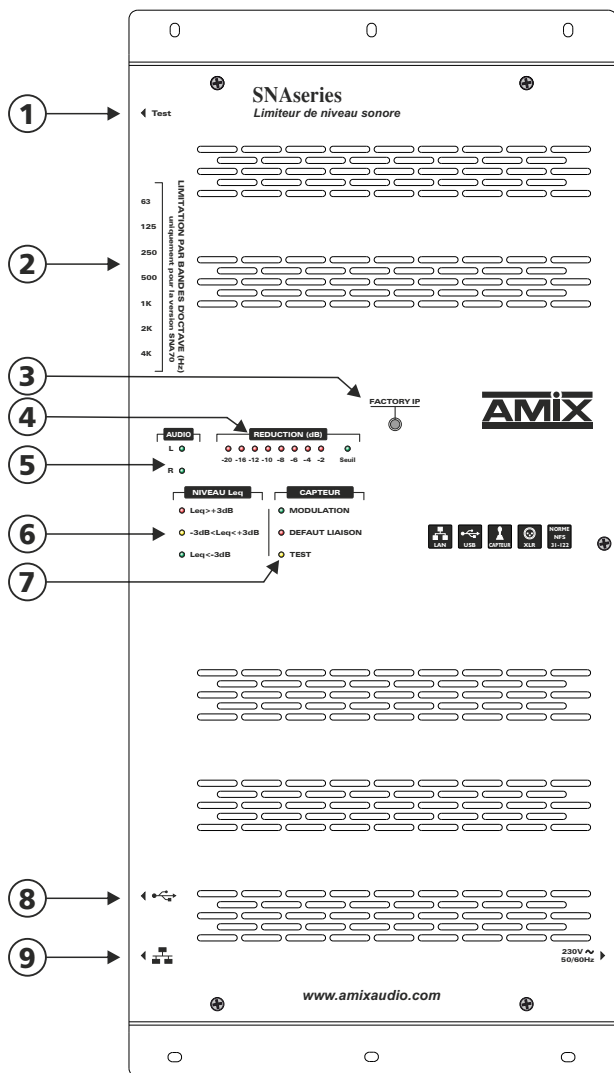 SNAseries
Limiteur de niveau sonore
1
Test
LIMITATION PAR BANDES D'OCTAVE (Hz)
uniquement pour la version SNA70
63
125
250
500
1K
2K
4K
2
3
FACTORY IP
AMIX
4
AUDIO
REDUCTION (dB)
L
R
-20 -16 -12 -10 -8 -6 -4 -2 Seuil
5
NIVEAU Leq
CAPTEUR
Leq>+3dB
MODULATION
6
-3dB<Leq<+3dB
DEFAUT LIAISON
Leq<-3dB
TEST
7
LAN
USB
CAPTEUR
XLR
NORME
NFS
31-122
8
9
230V ~
50/60Hz
www.amixaudio.com